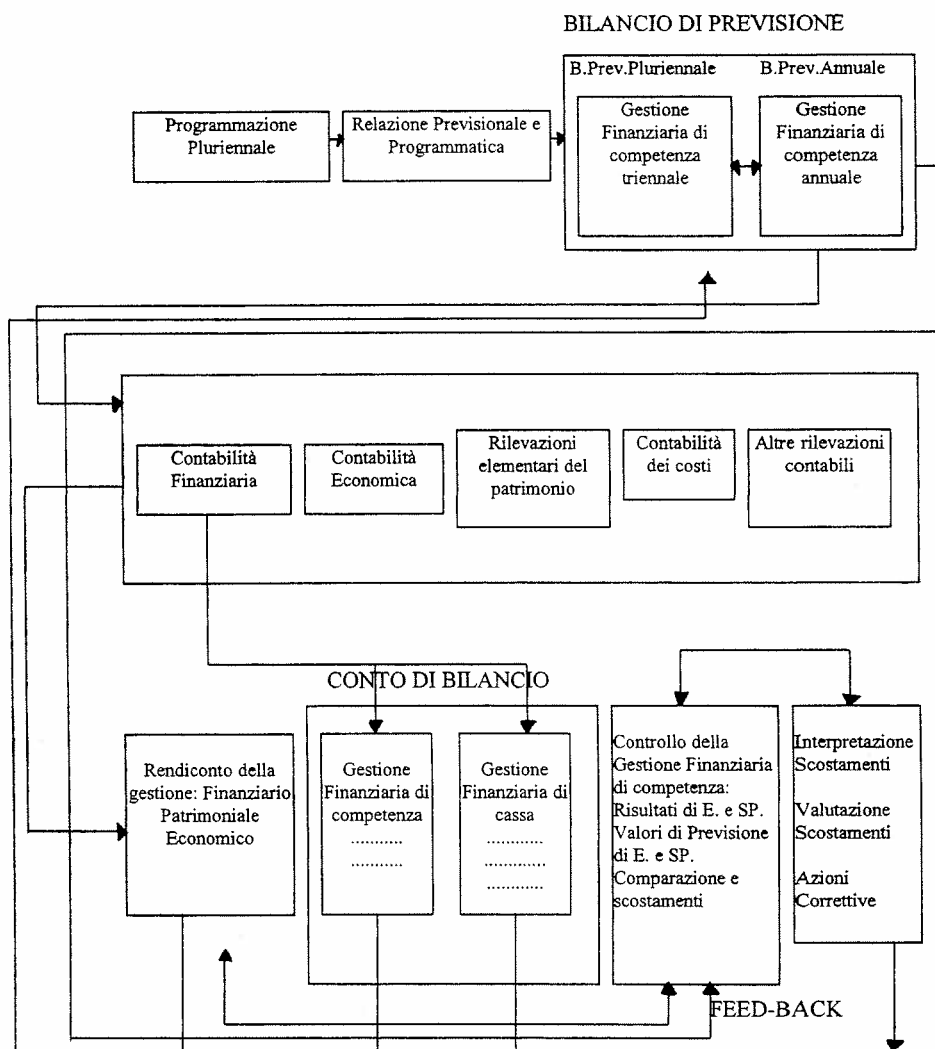 BILANCIO DI PREVISIONE
B.Prev.Pluriennale
B.Prev.Annuale
Programmazione
Pluriennale
Relazione Previsionale e
Programmatica
Gestione
Finanziaria di
competenza
triennale
Gestione
Finanziaria di
competenza
annuale
Contabilità
Finanziaria
Contabilità
Economica
Rilevazioni
elementari del
patrimonio
Contabilità
dei costi
Altre rilevazioni
contabili
CONTO DI BILANCIO
Rendiconto della
gestione: Finanziario
Patrimoniale
Economico
Gestione
Finanziaria di
competenza
............
............
Gestione
Finanziaria di
cassa
............
............
............
Controllo della
Gestione Finanziaria
di competenza:
Risultati di E. e SP.
Valori di Previsione
di E. e SP.
Comparazione e
scostamenti
Interpretazione
Scostamenti
Valutazione
Scostamenti
Azioni
Correttive
FEED-BACK